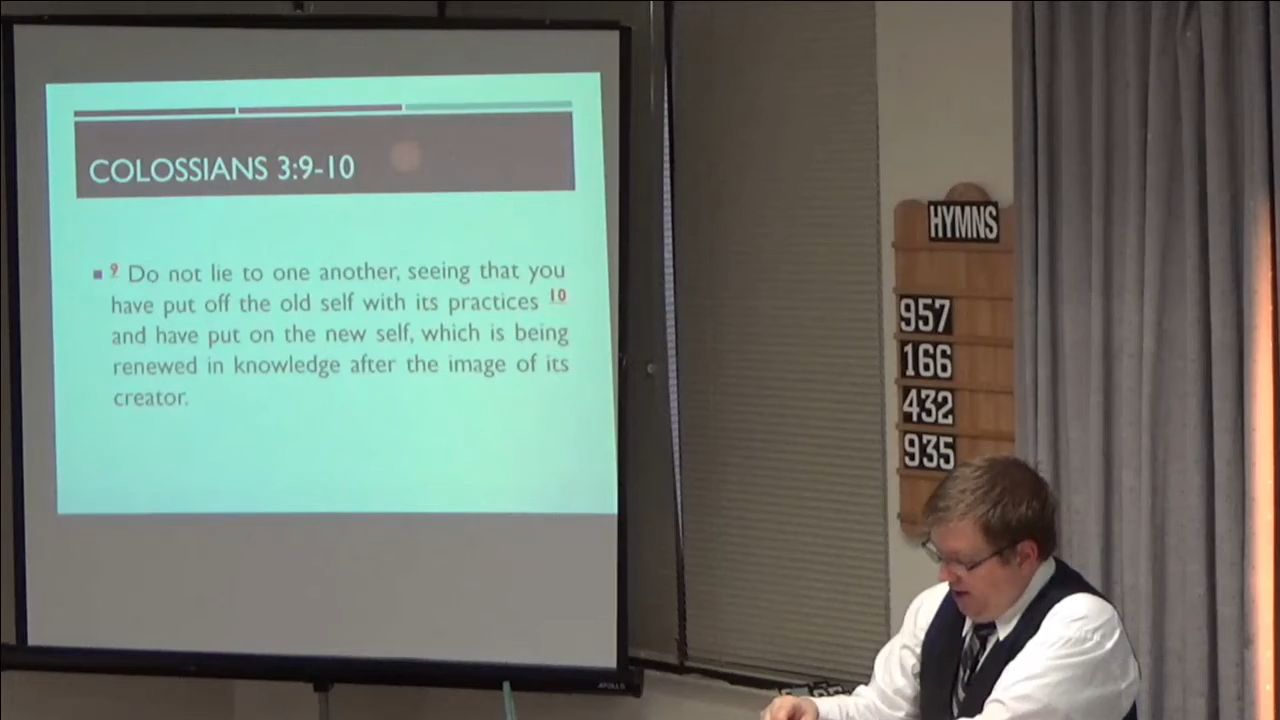 COLOSSIANS 3:9-10
9 Do not lie to one another, seeing that you
have put off the old self with its practices 10
and have put on the new self, which is being
renewed in knowledge after the image of its
creator.
HYMNS
957
166
432
935